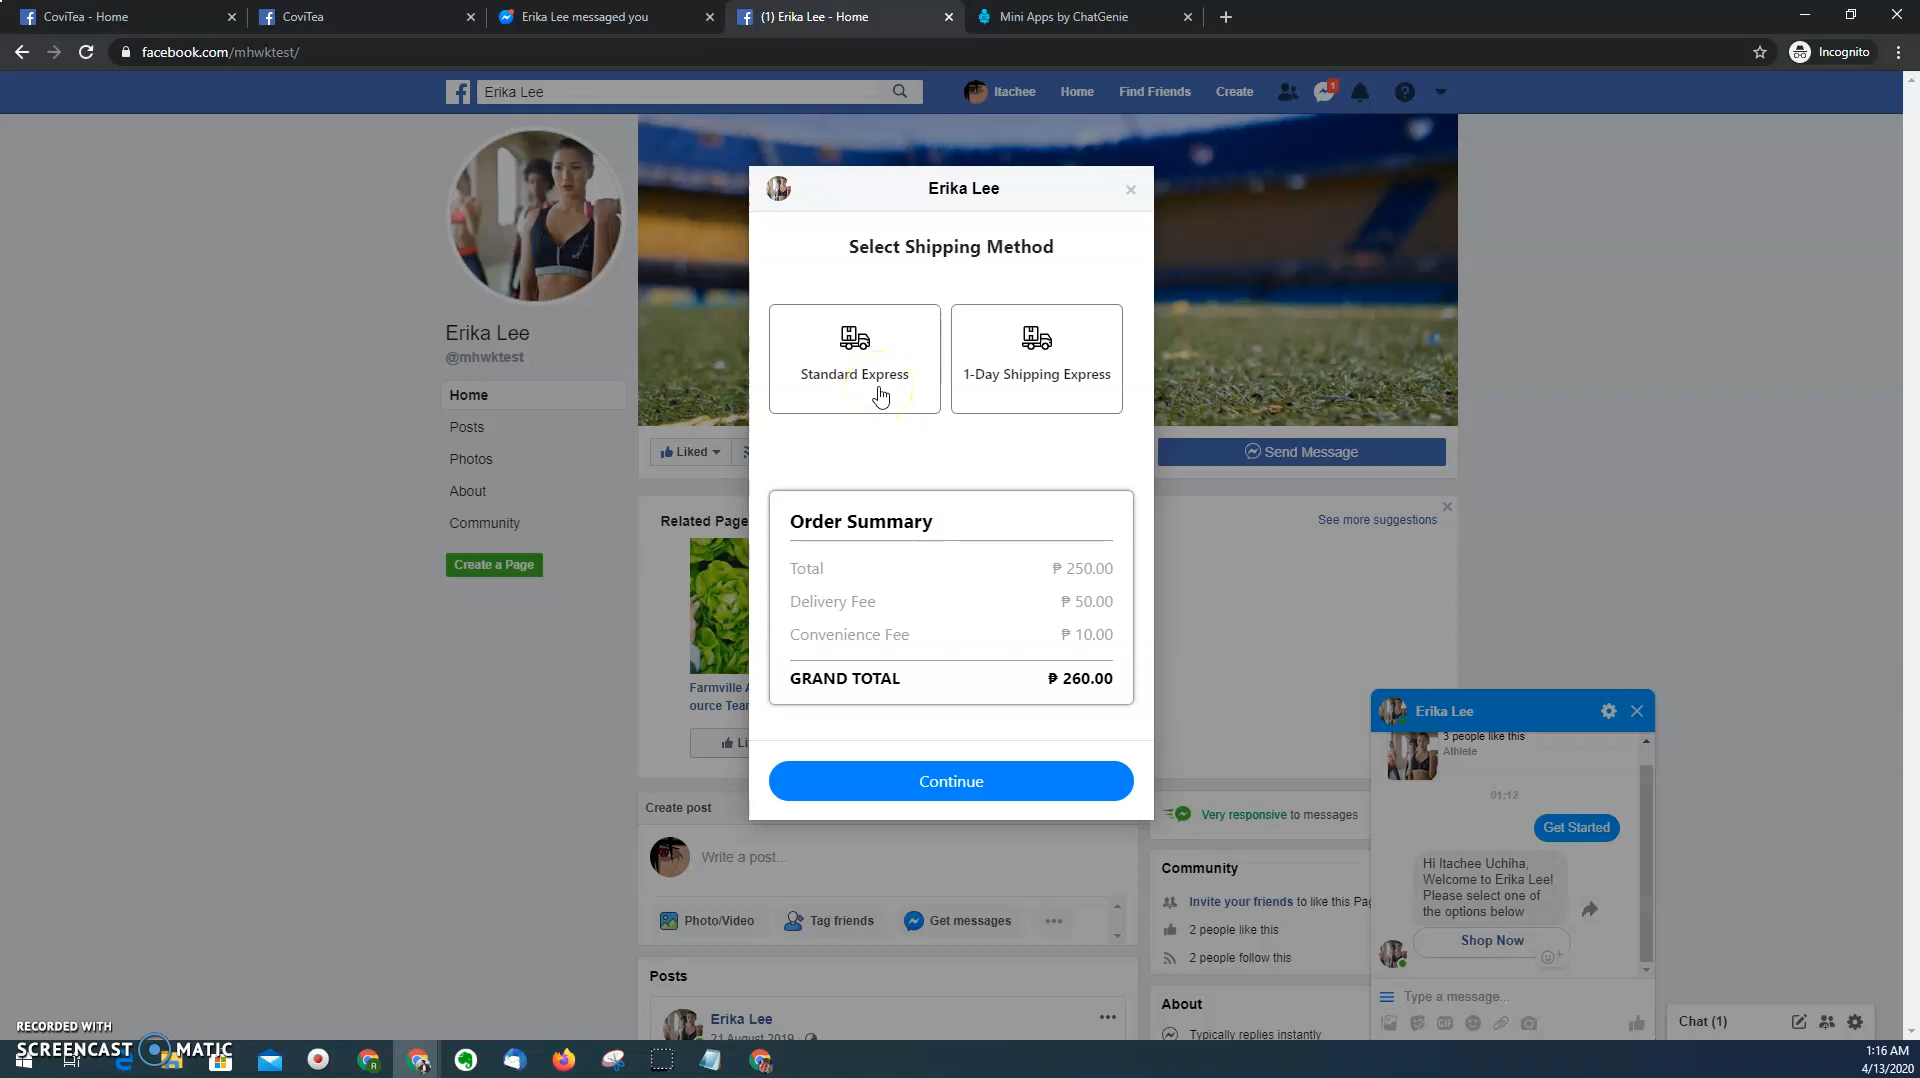 CoviTea - Home
CoviTea
Erika Lee messaged you
(1) Erika Lee - Home
Mini Apps by ChatGenie
facebook.com/mhwktest/
Incognito
Erika Lee
Itachee
Home
Find Friends
Create
1
Erika Lee
@mhwktest
Home
Posts
Photos
About
Community
Create a Page
Erika Lee
Select Shipping Method
Standard Express
1-Day Shipping Express
Order Summary
Total ₱ 250.00
Delivery Fee ₱ 50.00
Convenience Fee ₱ 10.00
GRAND TOTAL ₱ 260.00
Continue
Liked
Send Message
Related Page
See more suggestions
Farmville
Create post
Write a post...
Photo/Video
Tag friends
Get messages
Posts
Erika Lee
21 August 2019
Very responsive to messages
Community
Invite your friends to like this
2 people like this
2 people follow this
About
Typically replies instantly
Erika Lee
3 people like this
Athlete
01:12
Get Started
Hi Itachee Uchiha,
Welcome to Erika Lee!
Please select one of
the options below
Shop Now
Type a message...
GIF
Chat (1)
RECORDED WITH
SCREENCAST MATIC
1:16 AM
4/13/2020